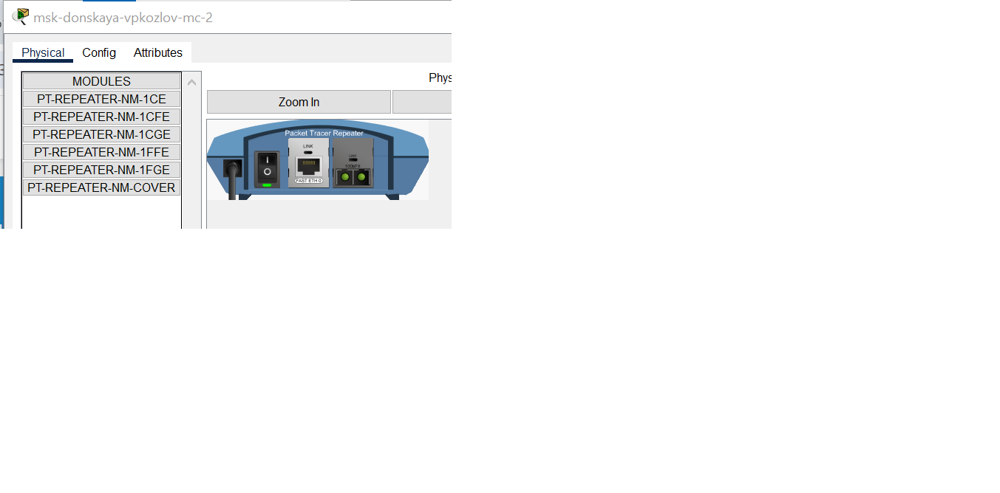 msk-donskaya-vpkozlov-mc-2
Physical Config Attributes
MODULES
PT-REPEATER-NM-1CE
PT-REPEATER-NM-1CFE
PT-REPEATER-NM-1CGE
PT-REPEATER-NM-1FFE
PT-REPEATER-NM-1FGE
PT-REPEATER-NM-COVER
Phys
Zoom In
Packet Tracer Repeater
LINK
FAST ETH 0
LINK
100bFX